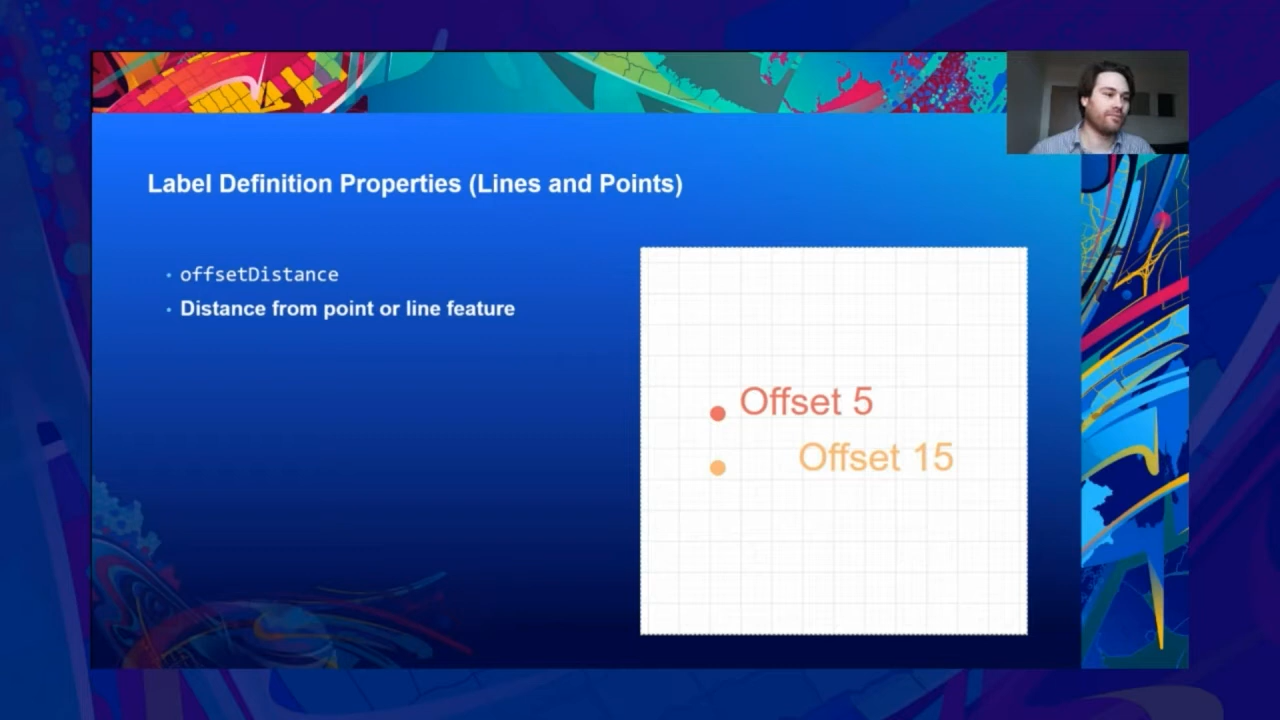 Label Definition Properties (Lines and Points)
offsetDistance
Distance from point or line feature
Offset 5
Offset 15